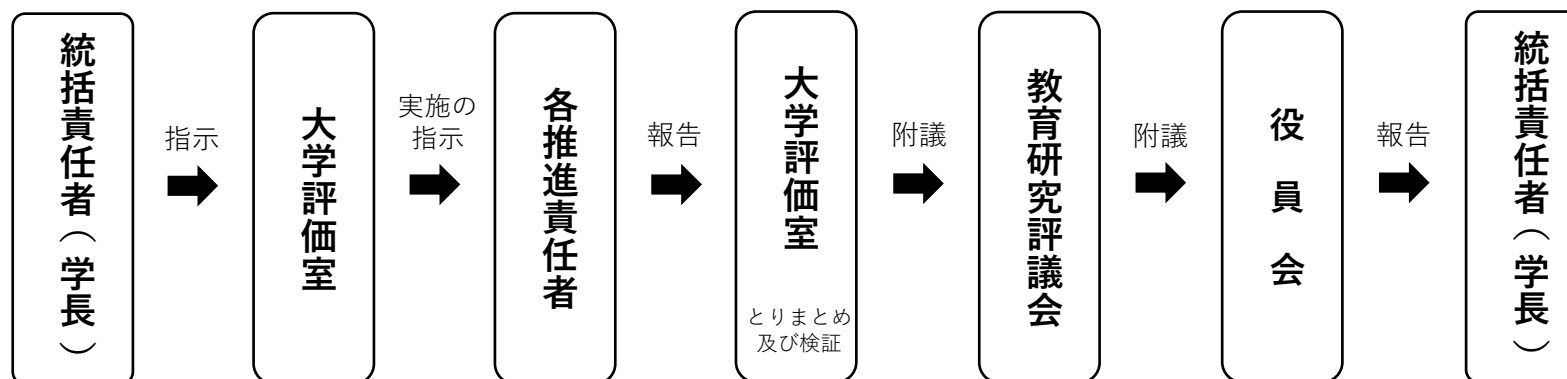 統括責任者（学長）
指示
大学評価室
実施の
指示
各推進責任者
報告
大学評価室
とりまとめ
及び検証
附議
教育研究評議会
附議
役員会
報告
統括責任者（学長）